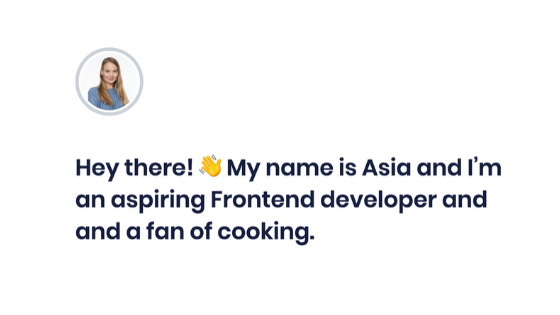 Hey there! 👋 My name is Asia and I'm
an aspiring Frontend developer and
and a fan of cooking.